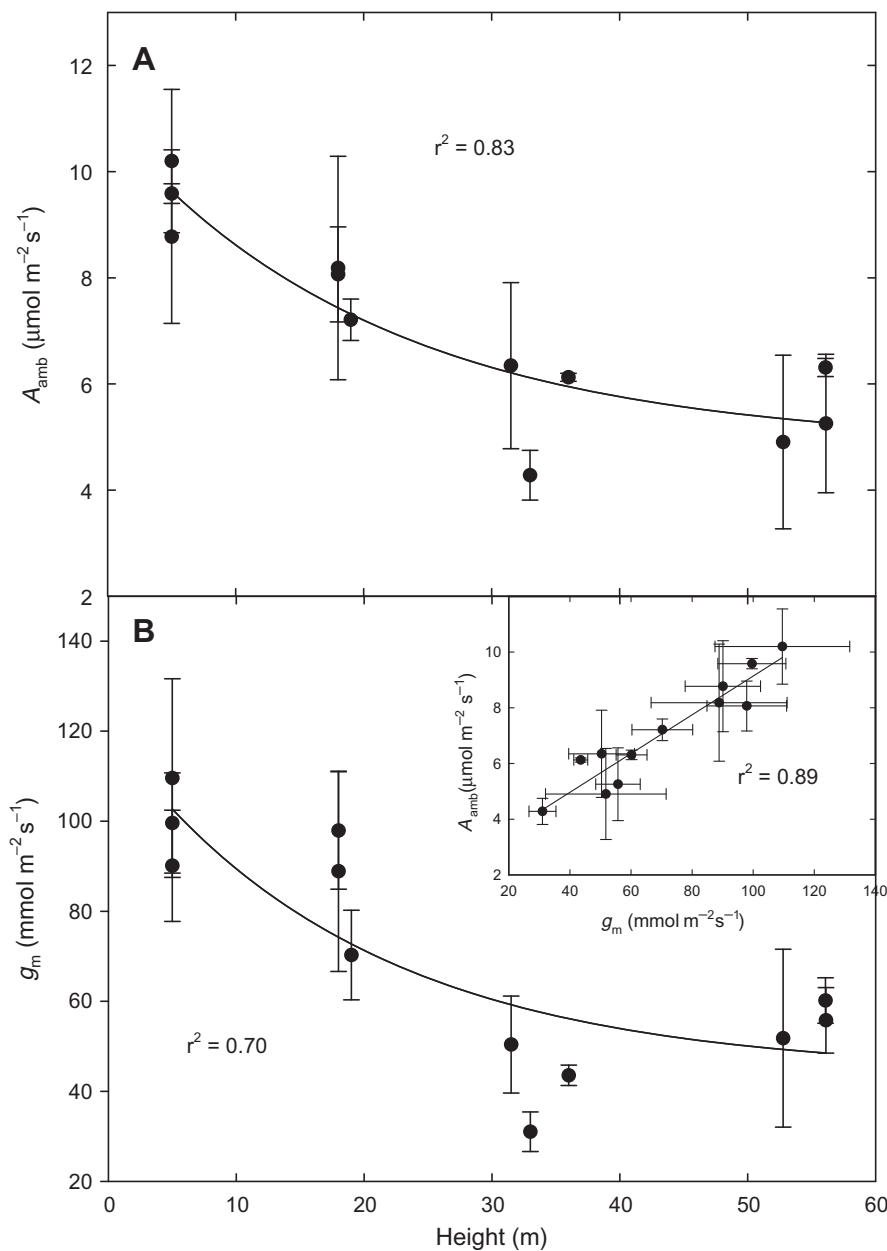 A
12
10
8
6
4
2
A_amb (μmol m⁻² s⁻¹)
r² = 0.83
B
140
120
100
80
60
40
20
g_m (mmol m⁻² s⁻¹)
r² = 0.70
0 10 20 30 40 50 60
Height (m)
10
8
6
4
2
A_amb(μmol m⁻² s⁻¹)
r² = 0.89
20 40 60 80 100 120 140
g_m (mmol m⁻²s⁻¹)